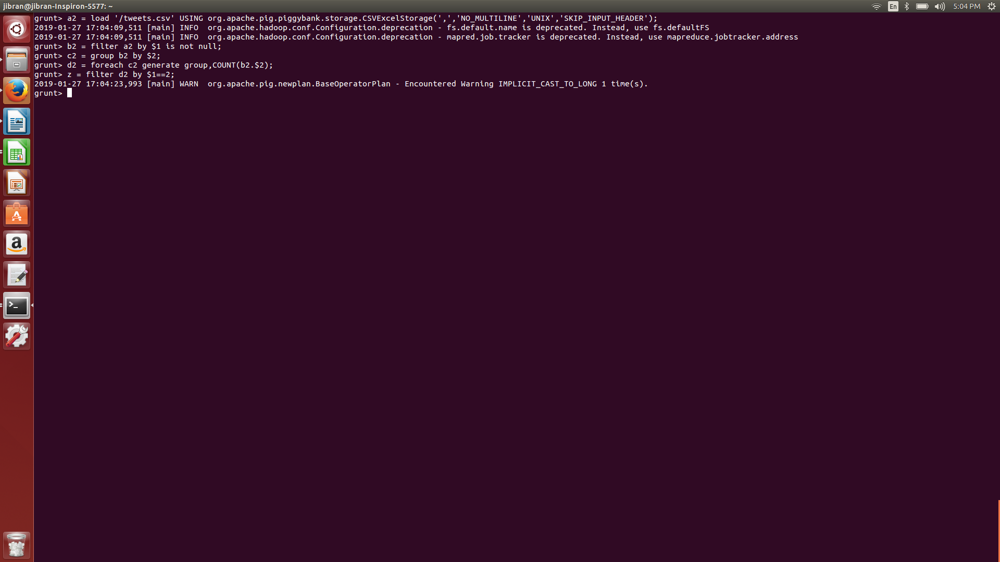 jibran@jibran-Inspiron-5577: ~
En
5:04 PM
grunt> a2 = load '/tweets.csv' USING org.apache.pig.piggybank.storage.CSVExcelStorage(',','NO_MULTILINE','UNIX','SKIP_INPUT_HEADER');
2019-01-27 17:04:09,511 [main] INFO  org.apache.hadoop.conf.Configuration.deprecation - fs.default.name is deprecated. Instead, use fs.defaultFS
2019-01-27 17:04:09,511 [main] INFO  org.apache.hadoop.conf.Configuration.deprecation - mapred.job.tracker is deprecated. Instead, use mapreduce.jobtracker.address
grunt> b2 = filter a2 by $1 is not null;
grunt> c2 = group b2 by $2;
grunt> d2 = foreach c2 generate group,COUNT(b2.$2);
grunt> z = filter d2 by $1==2;
2019-01-27 17:04:23,993 [main] WARN  org.apache.pig.newplan.BaseOperatorPlan - Encountered Warning IMPLICIT_CAST_TO_LONG 1 time(s).
grunt>